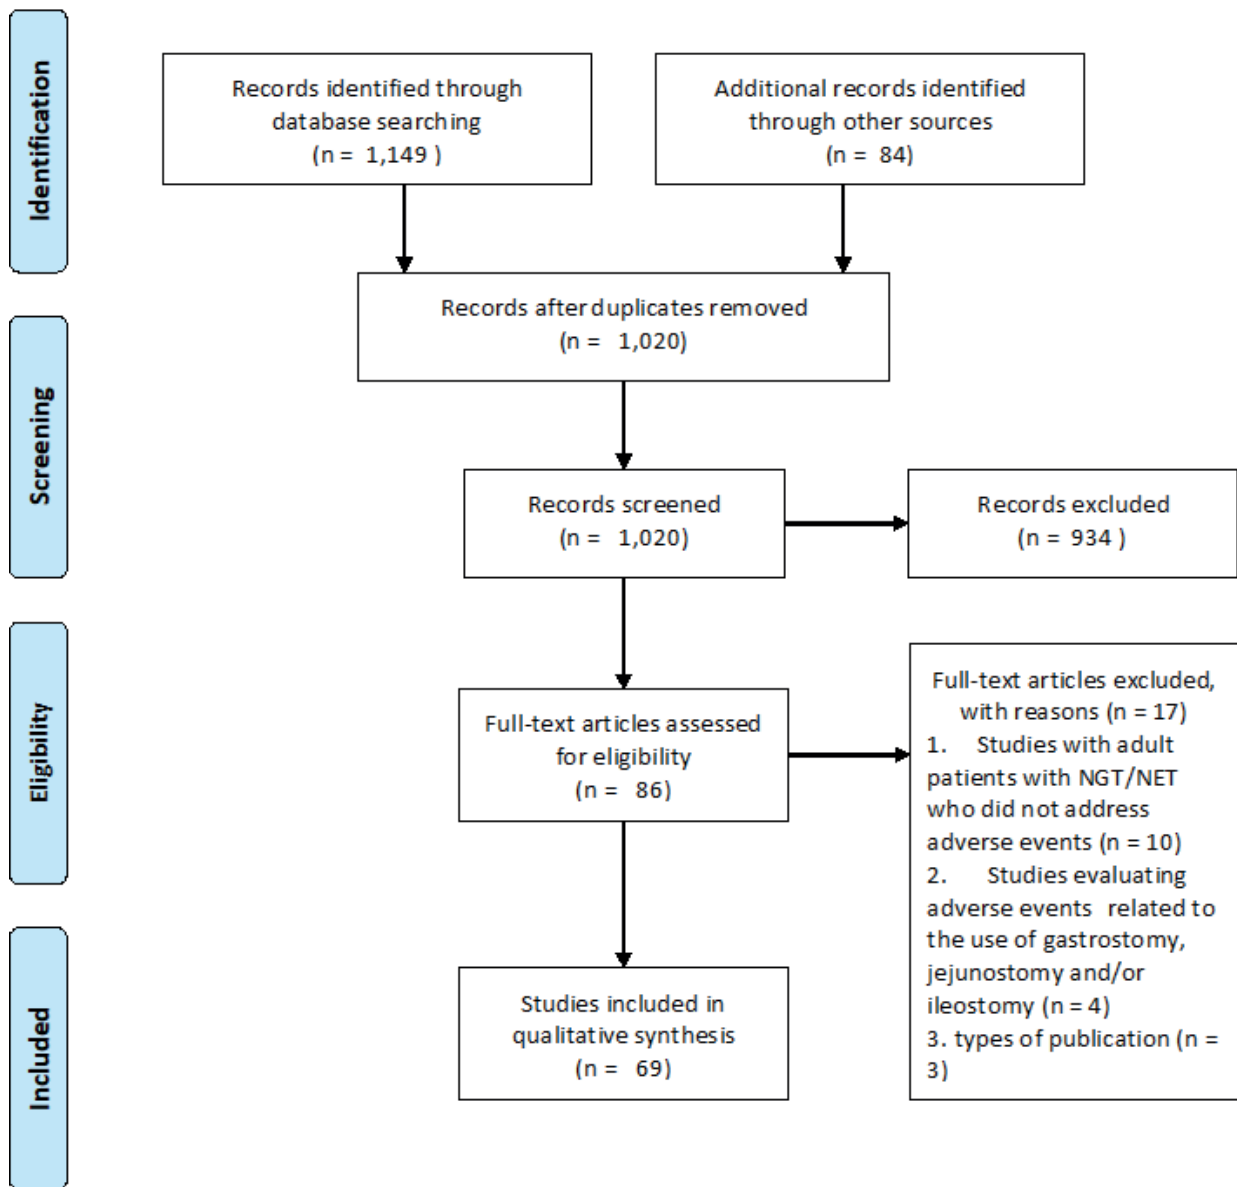 Identification
Records identified through
database searching
(n = 1,149 )
Additional records identified
through other sources
(n = 84)
Records after duplicates removed
(n = 1,020)
Screening
Records screened
(n = 1,020)
Records excluded
(n = 934 )
Eligibility
Full-text articles assessed
for eligibility
(n = 86)
Full-text articles excluded,
with reasons (n = 17)
1. Studies with adult
patients with NGT/NET
who did not address
adverse events (n = 10)
2. Studies evaluating
adverse events related to
the use of gastrostomy,
jejunostomy and/or
ileostomy (n = 4)
3. types of publication (n =
3)
Included
Studies included in
qualitative synthesis
(n = 69)